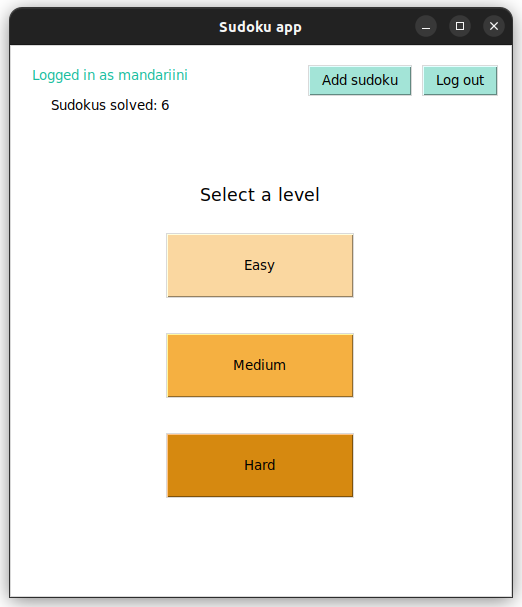 Sudoku app
Logged in as mandariini
Add sudoku
Log out
Sudokus solved: 6
Select a level
Easy
Medium
Hard